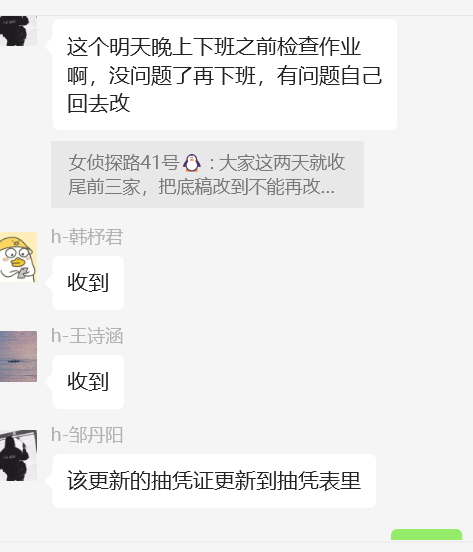 这个明天晚上下班之前检查作业
啊，没问题了再下班，有问题自己
回去改
女侦探路41号🐧 : 大家这两天就收
尾前三家，把底稿改到不能再改...
h-韩杼君
收到
h-王诗涵
收到
h-邹丹阳
该更新的抽凭证更新到抽凭表里